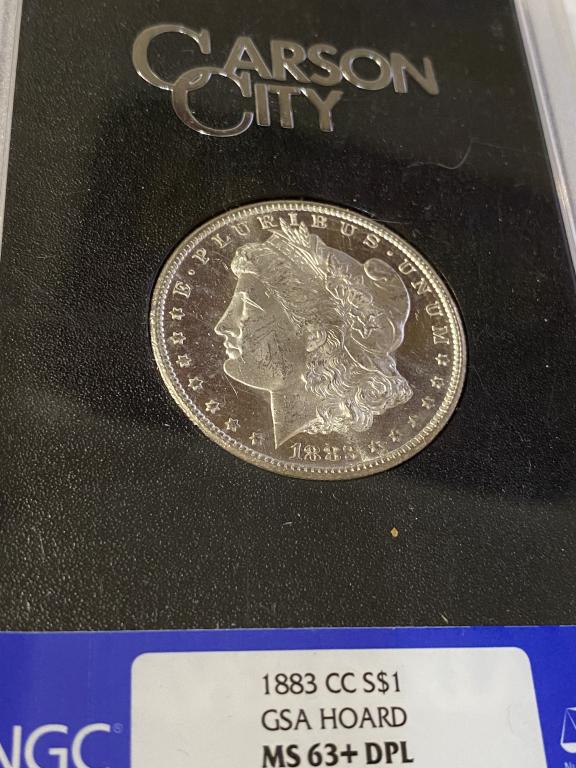 CARSON
CITY
E · PLURIBUS · UNUM
1883
NGC®
1883 CC S$1
GSA HOARD
MS 63+ DPL